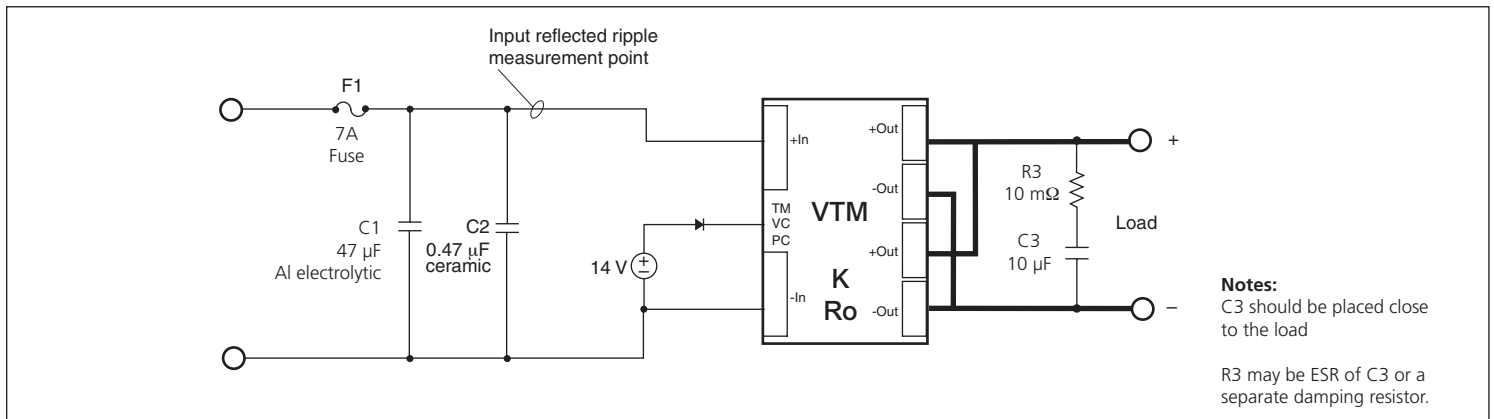 Input reflected ripple
measurement point
F1
7A
Fuse
C1
47 µF
Al electrolytic
C2
0.47 µF
ceramic
14 V
+In
TM
VC
PC
-In
VTM
K
Ro
+Out
-Out
+Out
-Out
+
R3
10 mΩ
C3
10 µF
Load
–
Notes:
C3 should be placed close
to the load
R3 may be ESR of C3 or a
separate damping resistor.